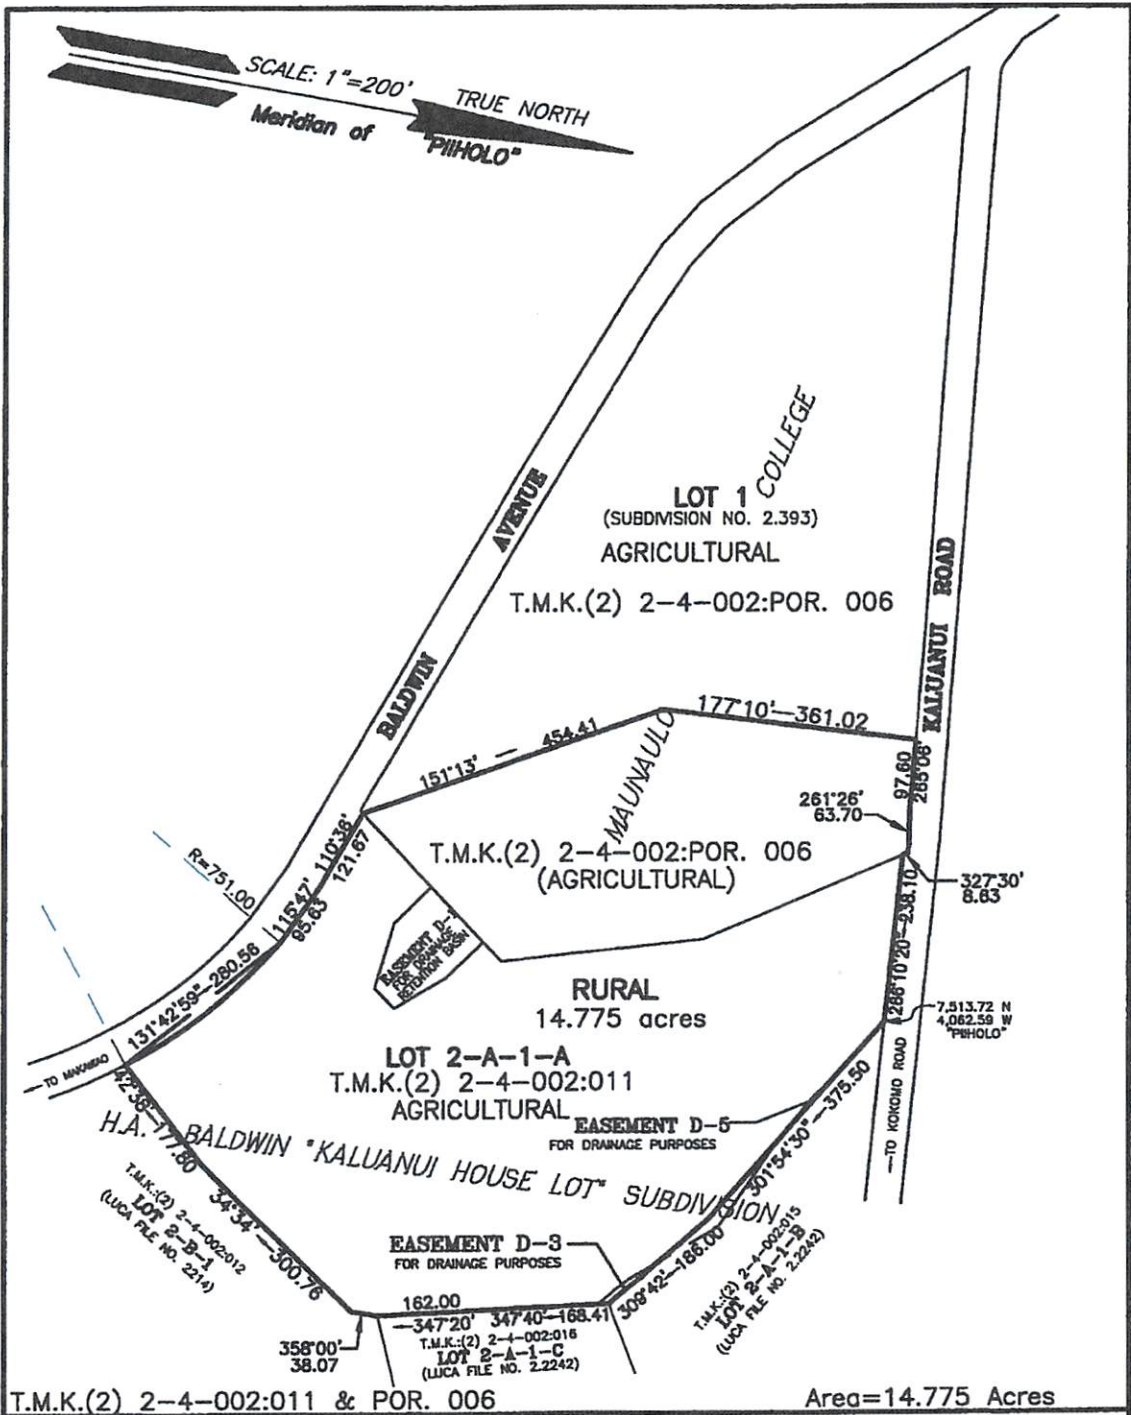 SCALE: 1"=200'
TRUE NORTH
Meridian of "PIIHOLO"
LOT 1
(SUBDIVISION NO. 2.393)
AGRICULTURAL
T.M.K.(2) 2-4-002:POR. 006
MAUNAULO COLLEGE
BALDWIN AVENUE
KALUANUI ROAD
177°10'—361.02
151°13' — 454.41
97.60
265°06'
261°26'
63.70
T.M.K.(2) 2-4-002:POR. 006
(AGRICULTURAL)
327°30'
8.63
110°36'
121.67
R=751.00
115°47'
95.63
286°10'20"—238.10
EASEMENT
FOR DRAINAGE
RETENTION BASIN
131°42'59"—280.56
RURAL
14.775 acres
7,513.72 N
4,062.59 W
"PIIHOLO"
LOT 2-A-1-A
T.M.K.(2) 2-4-002:011
AGRICULTURAL
—TO MAKAWAO
—TO KOKOMO ROAD
42°38'—177.80
EASEMENT D-5
FOR DRAINAGE PURPOSES
301°54'30"—375.50
H.A. BALDWIN "KALUANUI HOUSE LOT" SUBDIVISION
T.M.K.:(2) 2-4-002:012
LOT 2-B-1
(LUCA FILE NO. 2214)
34°34'—300.76
EASEMENT D-3
FOR DRAINAGE PURPOSES
309°42'—186.00
T.M.K.:(2) 2-4-002:015
LOT 2-A-1-B
(LUCA FILE NO. 2.2242)
162.00
—347°20'
347°40'—168.41
358°00'
38.07
T.M.K.:(2) 2-4-002:016
LOT 2-A-1-C
(LUCA FILE NO. 2.2242)
T.M.K.(2) 2-4-002:011 & POR. 006
Area=14.775 Acres